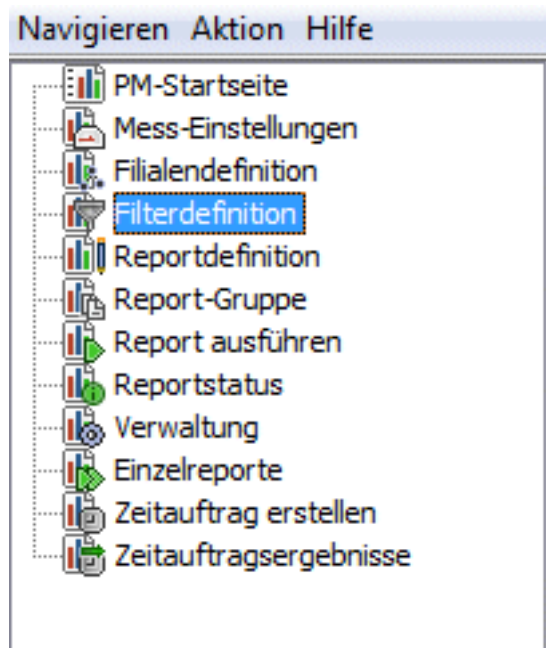 Navigieren Aktion Hilfe
PM-Startseite
Mess-Einstellungen
Filialendefinition
Filterdefinition
Reportdefinition
Report-Gruppe
Report ausführen
Reportstatus
Verwaltung
Einzelreporte
Zeitauftrag erstellen
Zeitauftragsergebnisse